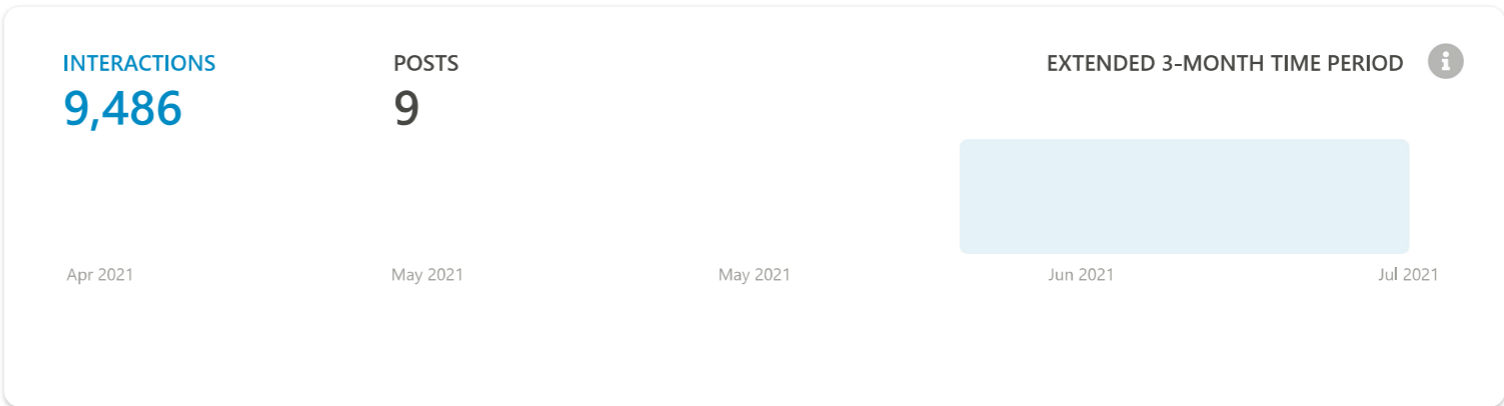 INTERACTIONS
9,486
POSTS
9
EXTENDED 3-MONTH TIME PERIOD
i
Apr 2021
May 2021
May 2021
Jun 2021
Jul 2021